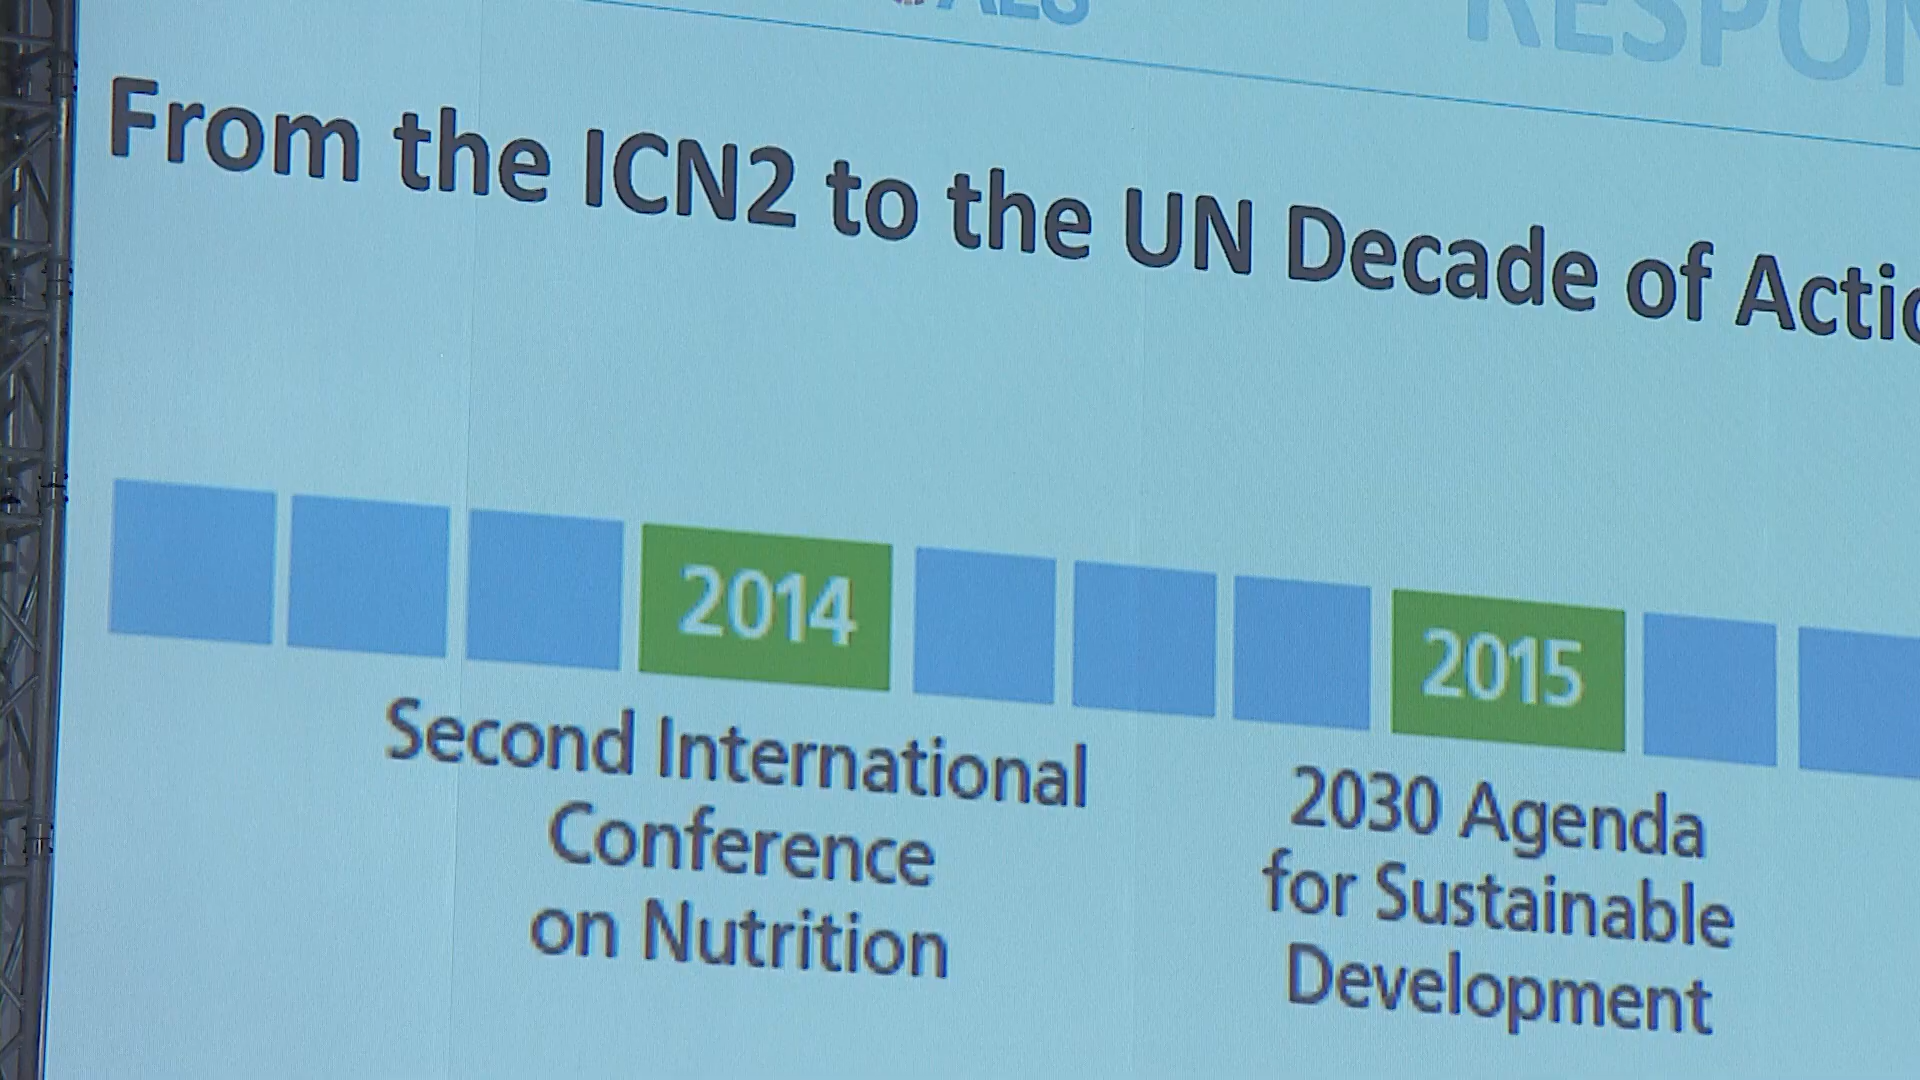 From the ICN2 to the UN Decade of
2014
2015
Second International
Conference
on Nutrition
2030 Agenda
for Sustainable
Development